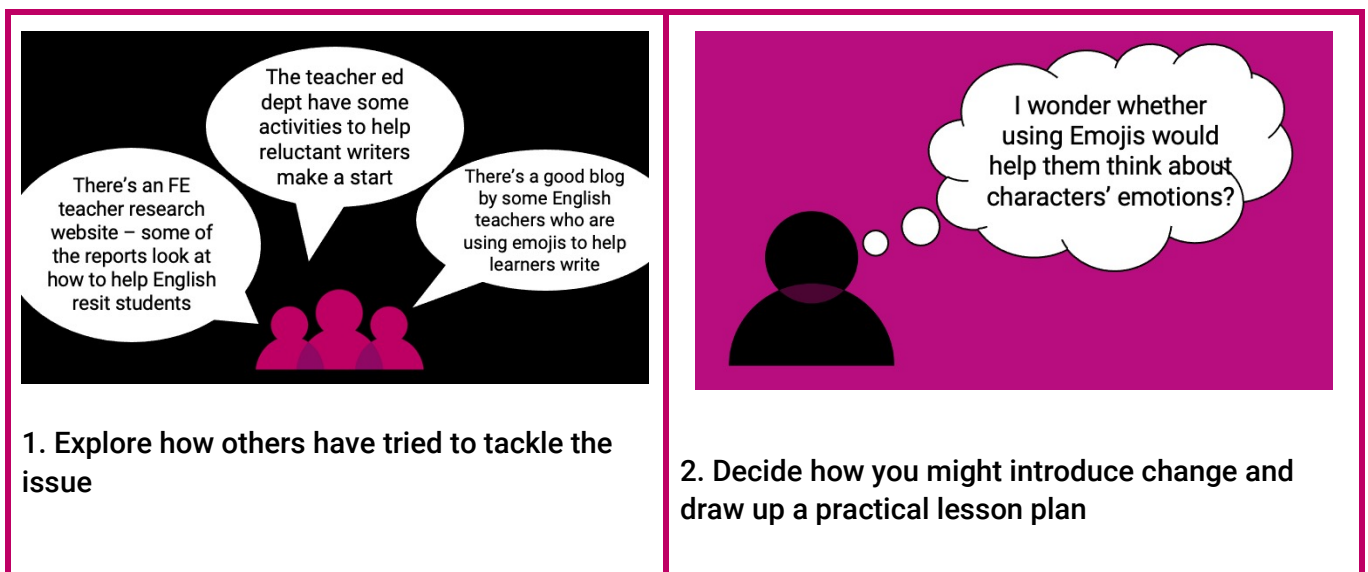 The teacher ed
dept have some
activities to help
reluctant writers
make a start
There's an FE
teacher research
website – some of
the reports look at
how to help English
resit students
There's a good blog
by some English
teachers who are
using emojis to help
learners write
1. Explore how others have tried to tackle the
issue
I wonder whether
using Emojis would
help them think about
characters' emotions?
2. Decide how you might introduce change and
draw up a practical lesson plan